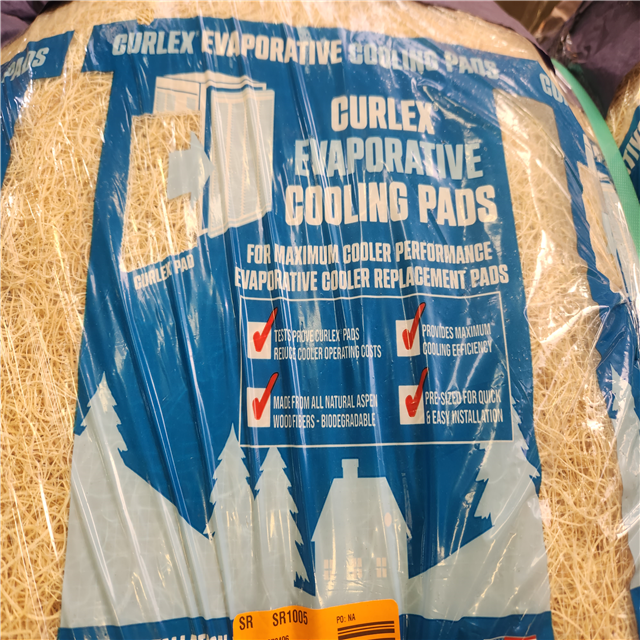 CURLEX EVAPORATIVE COOLING PADS
PADS
CURLEX
EVAPORATIVE
COOLING PADS
CURLEX PAD
FOR MAXIMUM COOLER PERFORMANCE
EVAPORATIVE COOLER REPLACEMENT PADS
TESTS PROVE CURLEX PADS
REDUCE COOLER OPERATING COSTS
PROVIDES MAXIMUM
COOLING EFFICIENCY
MADE FROM ALL NATURAL ASPEN
WOOD FIBERS - BIODEGRADABLE
PRE-SIZED FOR QUICK
& EASY INSTALLATION
SR SR1005 PO: NA